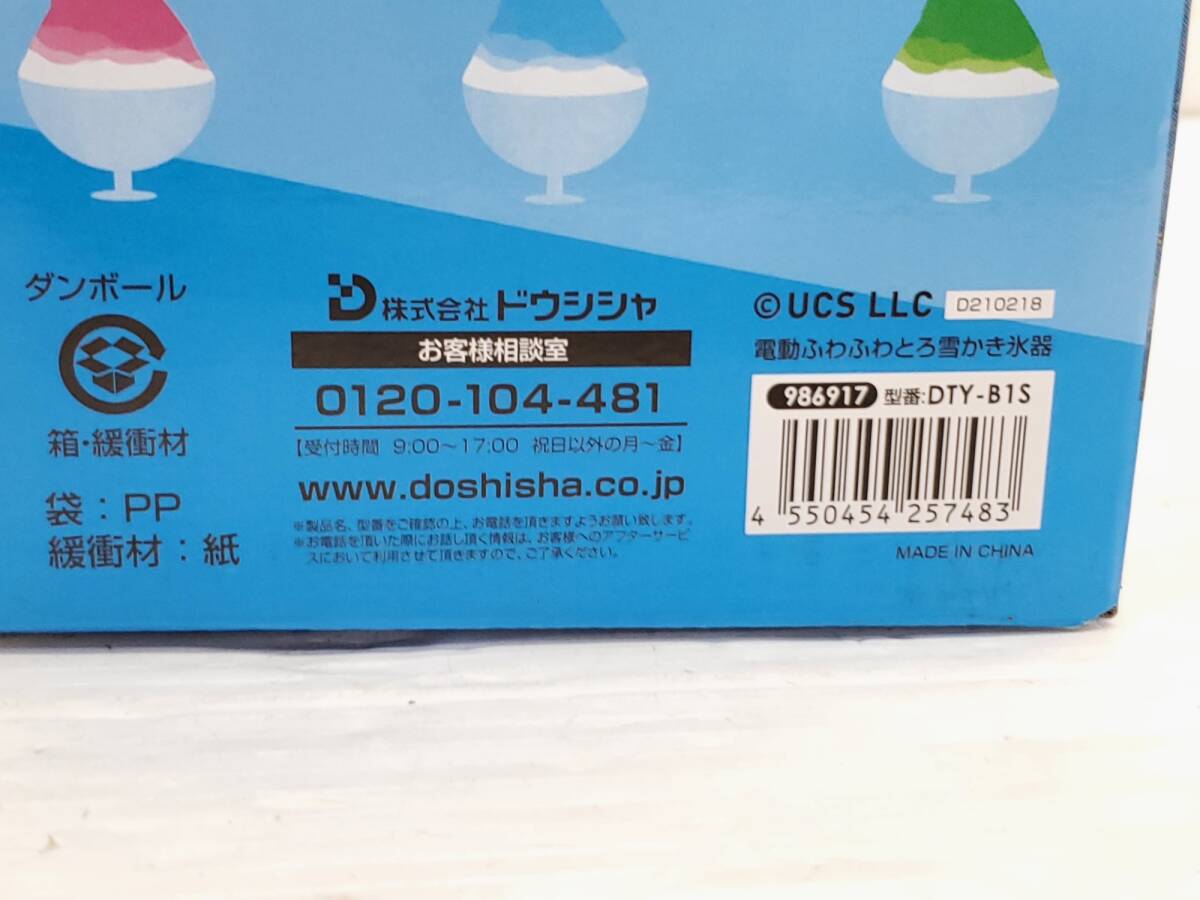 ダンボール
箱・緩衝材
袋：PP
緩衝材：紙
株式会社ドウシシャ
お客様相談室
0120-104-481
【受付時間 9:00～17:00 祝日以外の月～金】
www.doshisha.co.jp
※製品名、型番をご確認の上、お電話を頂きますようお願い致します。
※お電話を頂いた際にお話し頂く情報は、お客様へのアフターサービ
スにおいて利用させて頂きますので、ご了承ください。
©UCS LLC D210218
電動ふわふわとろ雪かき氷器
986917 型番:DTY-B1S
4 550454 257483
MADE IN CHINA